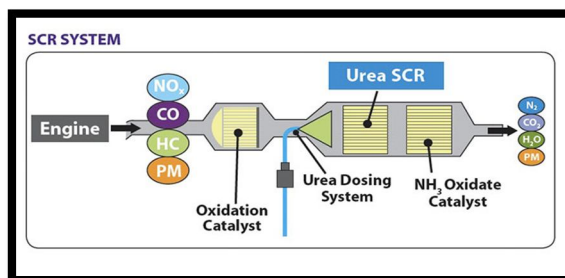 SCR SYSTEM
Urea SCR
NOₓ
CO
HC
PM
Engine
N₂
CO₂
H₂O
PM
Oxidation
Catalyst
Urea Dosing
System
NH₃ Oxidate
Catalyst